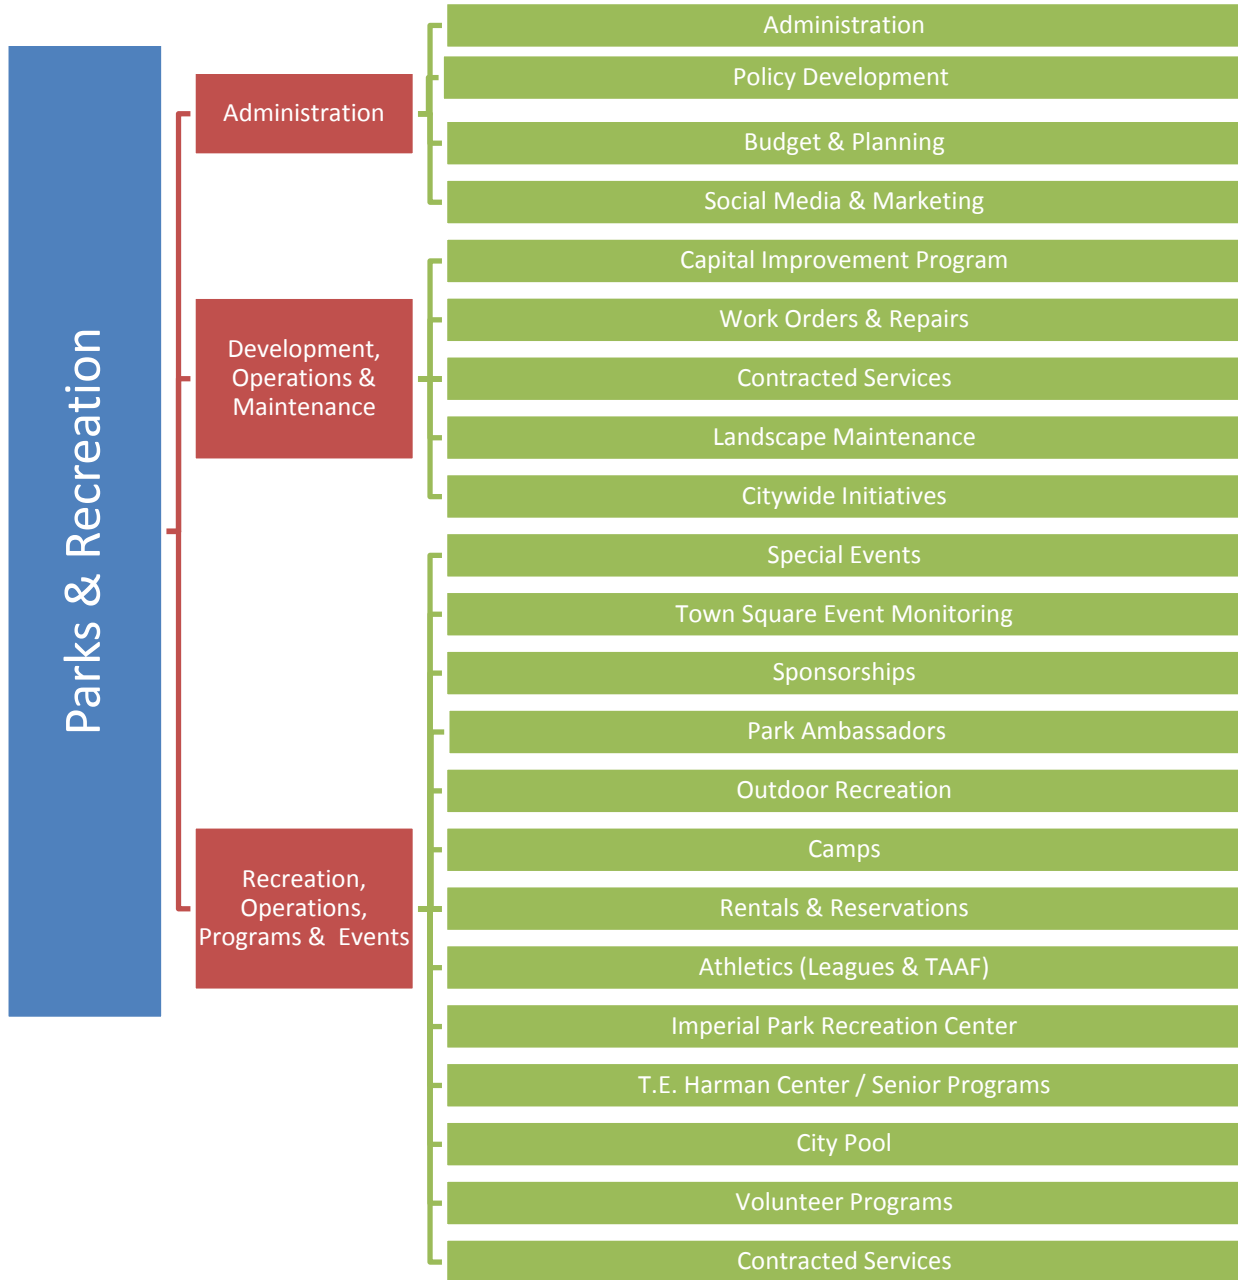 Parks & Recreation
Administration
Administration
Policy Development
Budget & Planning
Social Media & Marketing
Development,
Operations &
Maintenance
Capital Improvement Program
Work Orders & Repairs
Contracted Services
Landscape Maintenance
Citywide Initiatives
Recreation,
Operations,
Programs &  Events
Special Events
Town Square Event Monitoring
Sponsorships
Park Ambassadors
Outdoor Recreation
Camps
Rentals & Reservations
Athletics (Leagues & TAAF)
Imperial Park Recreation Center
T.E. Harman Center / Senior Programs
City Pool
Volunteer Programs
Contracted Services